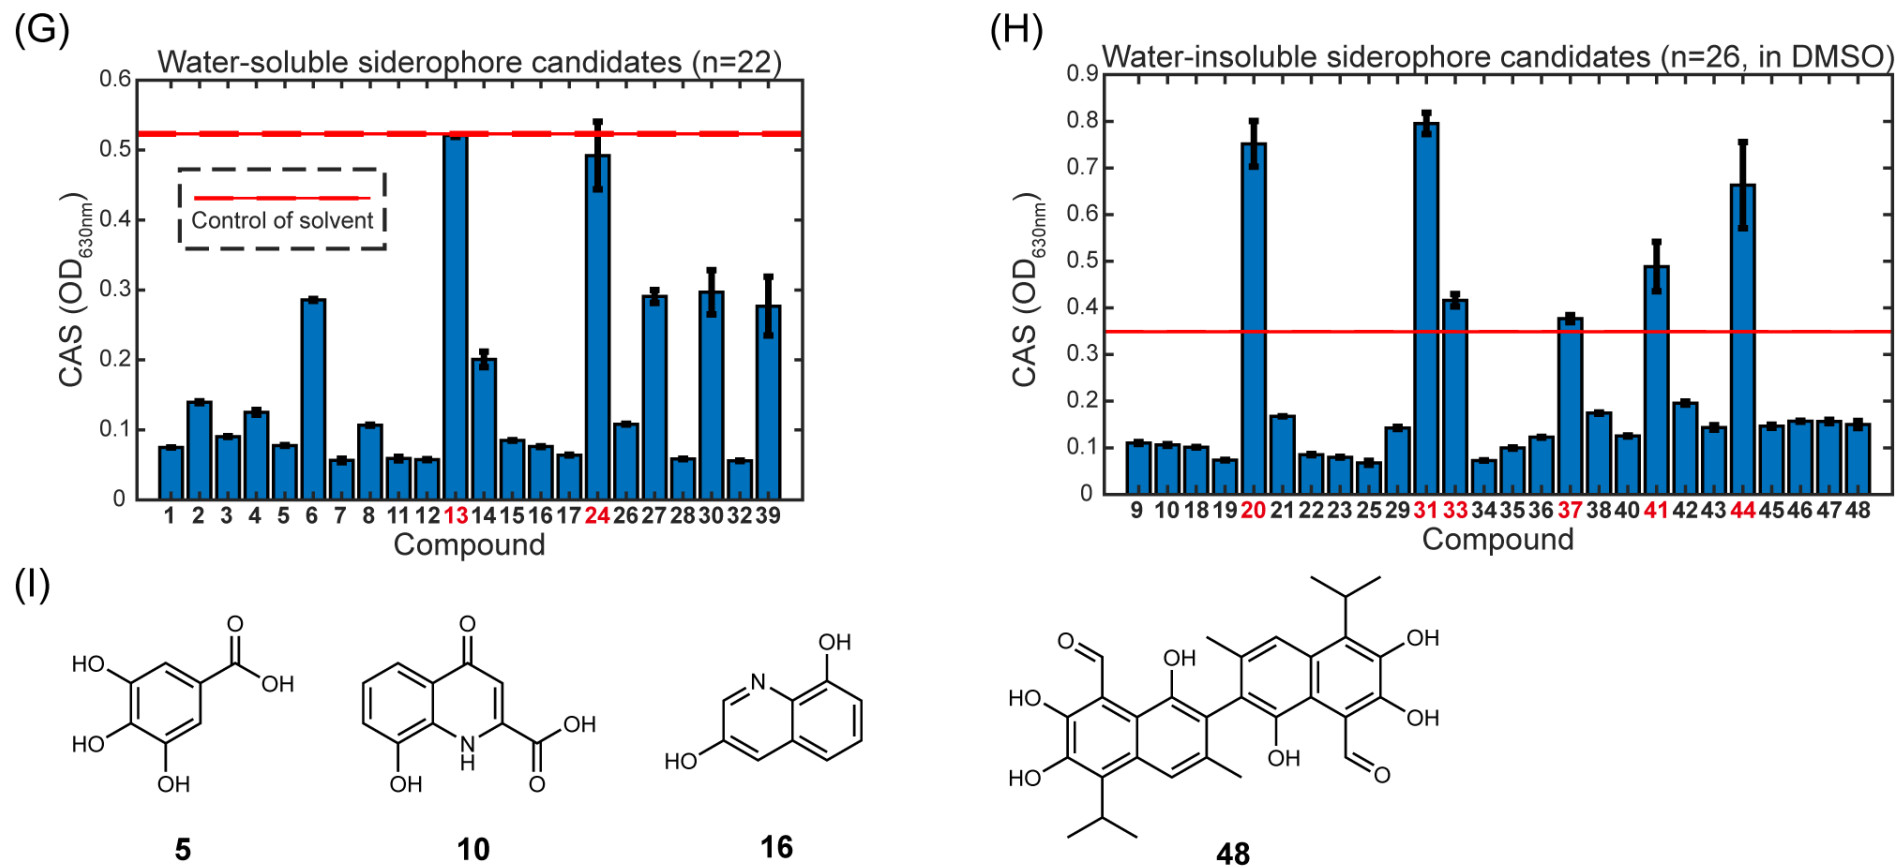 (G)
Water-soluble siderophore candidates (n=22)
0.6
0.5
0.4
0.3
0.2
0.1
0
CAS (OD630nm)
Control of solvent
1 2 3 4 5 6 7 8 11 12 13 14 15 16 17 24 26 27 28 30 32 39
Compound
(H)
Water-insoluble siderophore candidates (n=26, in DMSO)
0.9
0.8
0.7
0.6
0.5
0.4
0.3
0.2
0.1
0
CAS (OD630nm)
9 10 18 19 20 21 22 23 25 29 31 33 34 35 36 37 38 40 41 42 43 44 45 46 47 48
Compound
(I)
O
HO
OH
HO
OH
5
O
OH
N
H
OH
O
10
OH
N
HO
16
O
OH
OH
HO
OH
OH
HO
O
48